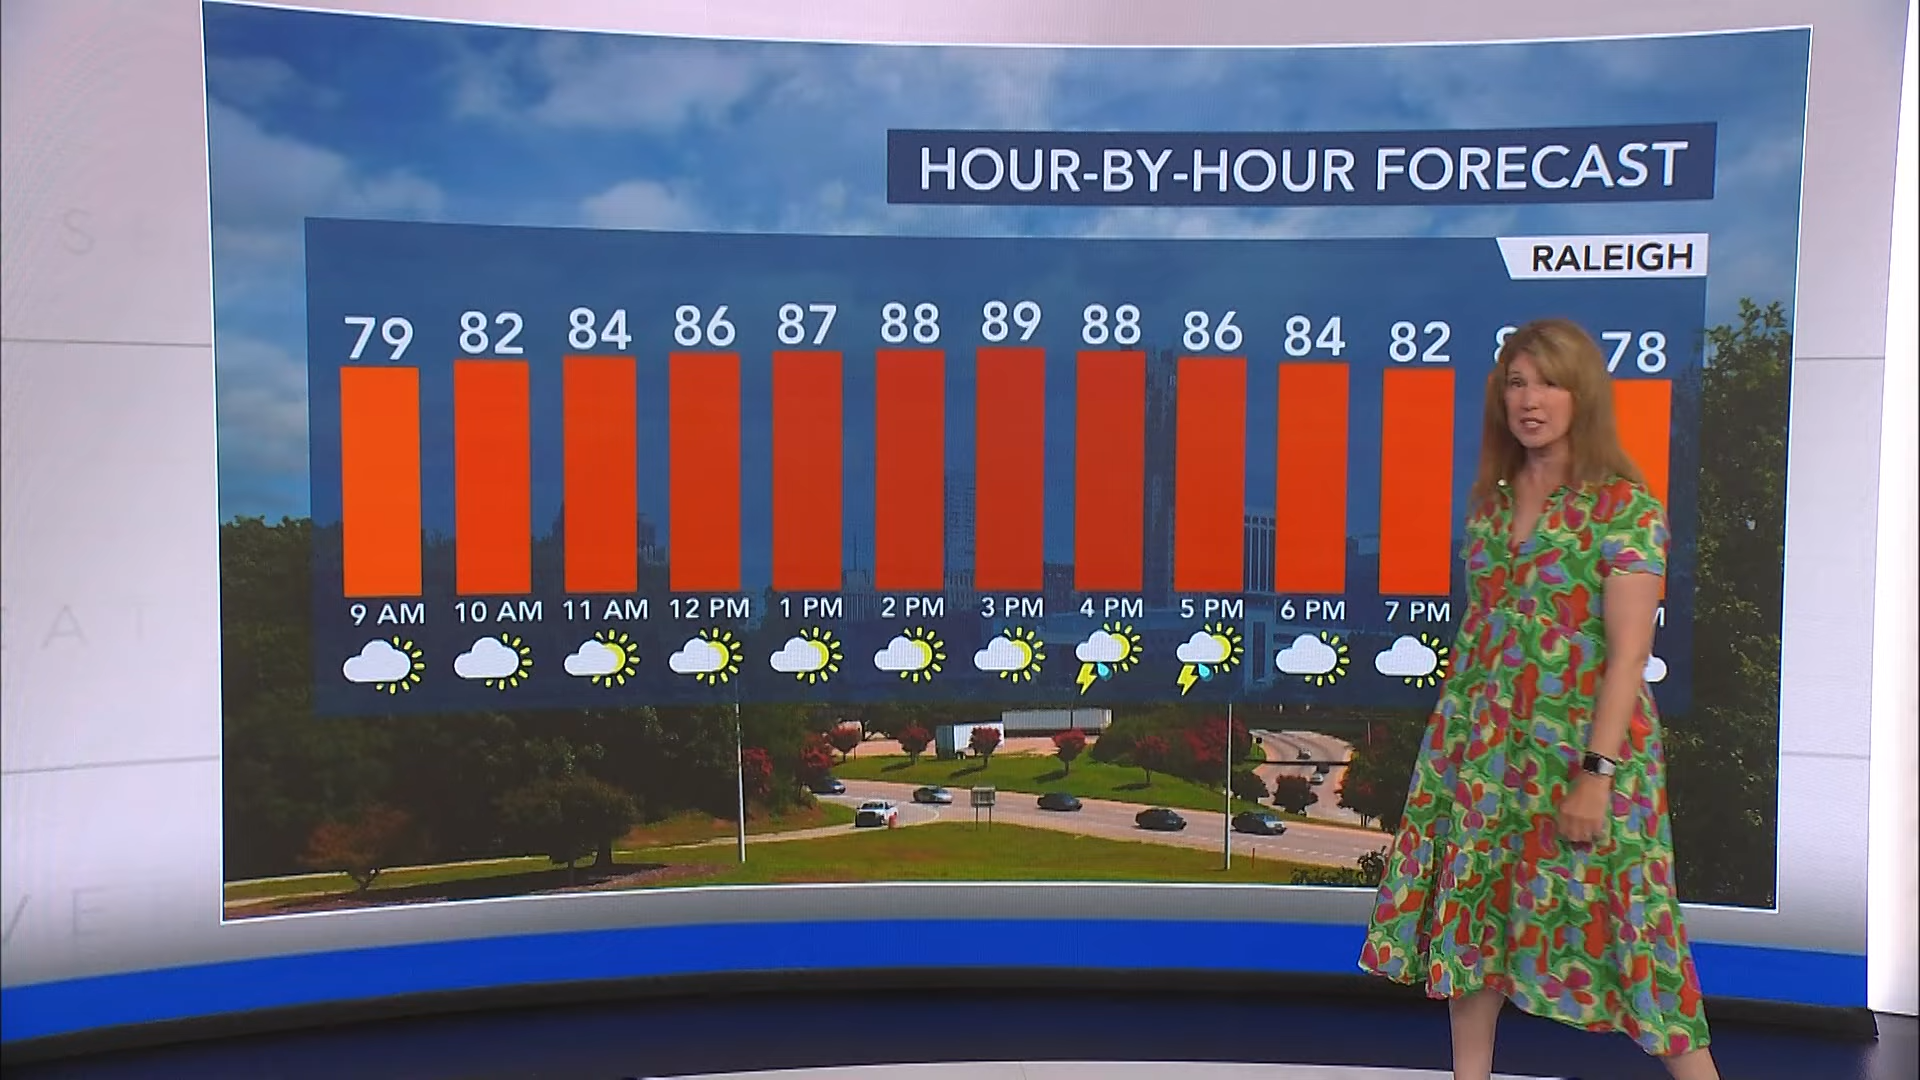 HOUR-BY-HOUR FORECAST
RALEIGH
79 82 84 86 87 88 89 88 86 84 82 78
9 AM 10 AM 11 AM 12 PM 1 PM 2 PM 3 PM 4 PM 5 PM 6 PM 7 PM